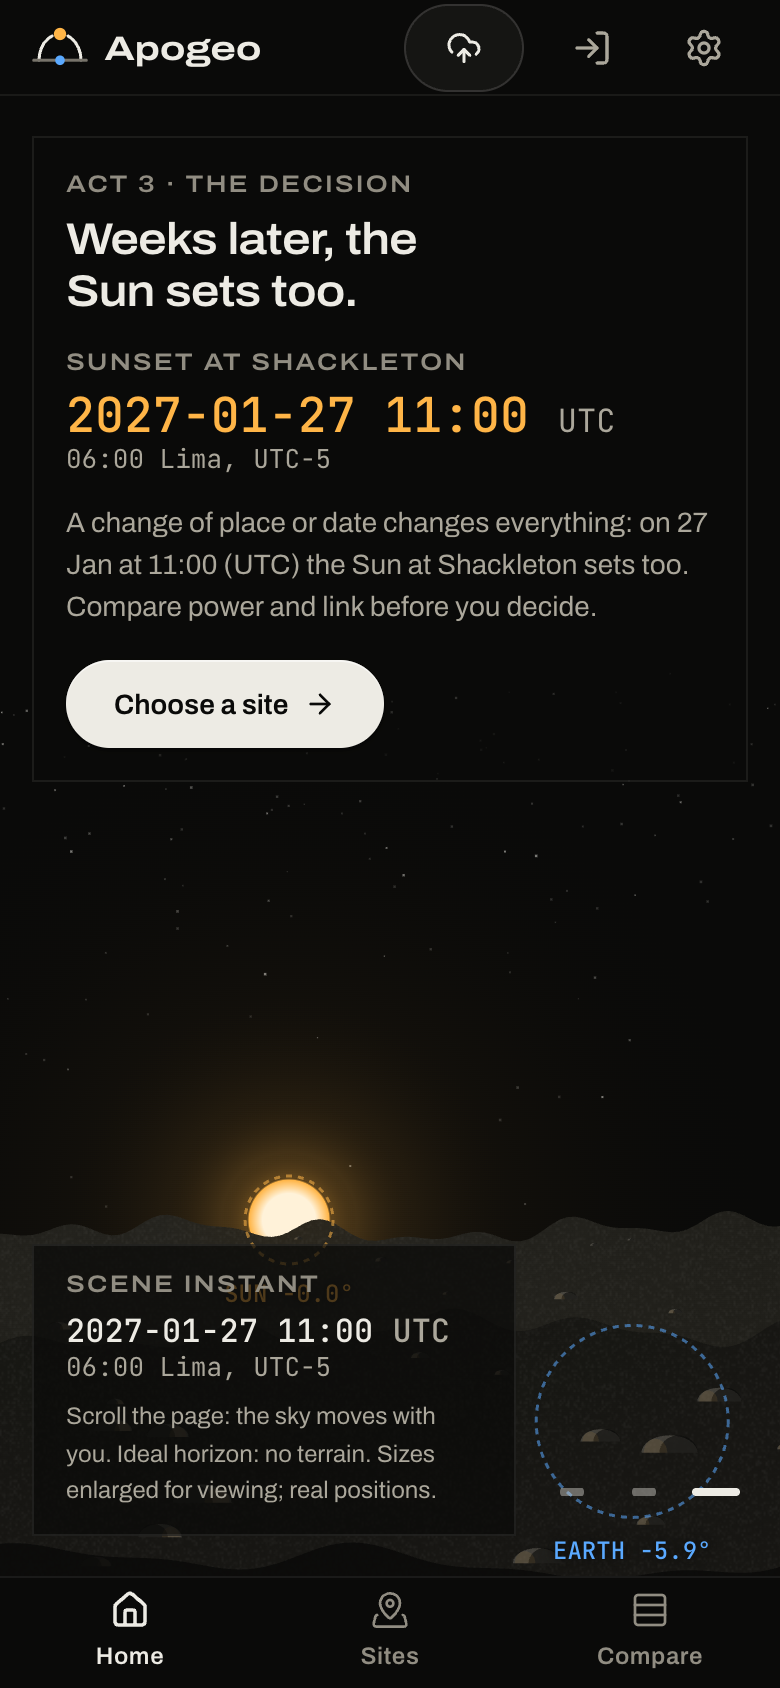 Apogeo
ACT 3 · THE DECISION
Weeks later, the
Sun sets too.
SUNSET AT SHACKLETON
2027-01-27 11:00 UTC
06:00 Lima, UTC-5
A change of place or date changes everything: on 27
Jan at 11:00 (UTC) the Sun at Shackleton sets too.
Compare power and link before you decide.
Choose a site →
SCENE INSTANT
SUN -0.0°
2027-01-27 11:00 UTC
06:00 Lima, UTC-5
Scroll the page: the sky moves with
you. Ideal horizon: no terrain. Sizes
enlarged for viewing; real positions.
EARTH -5.9°
Home
Sites
Compare